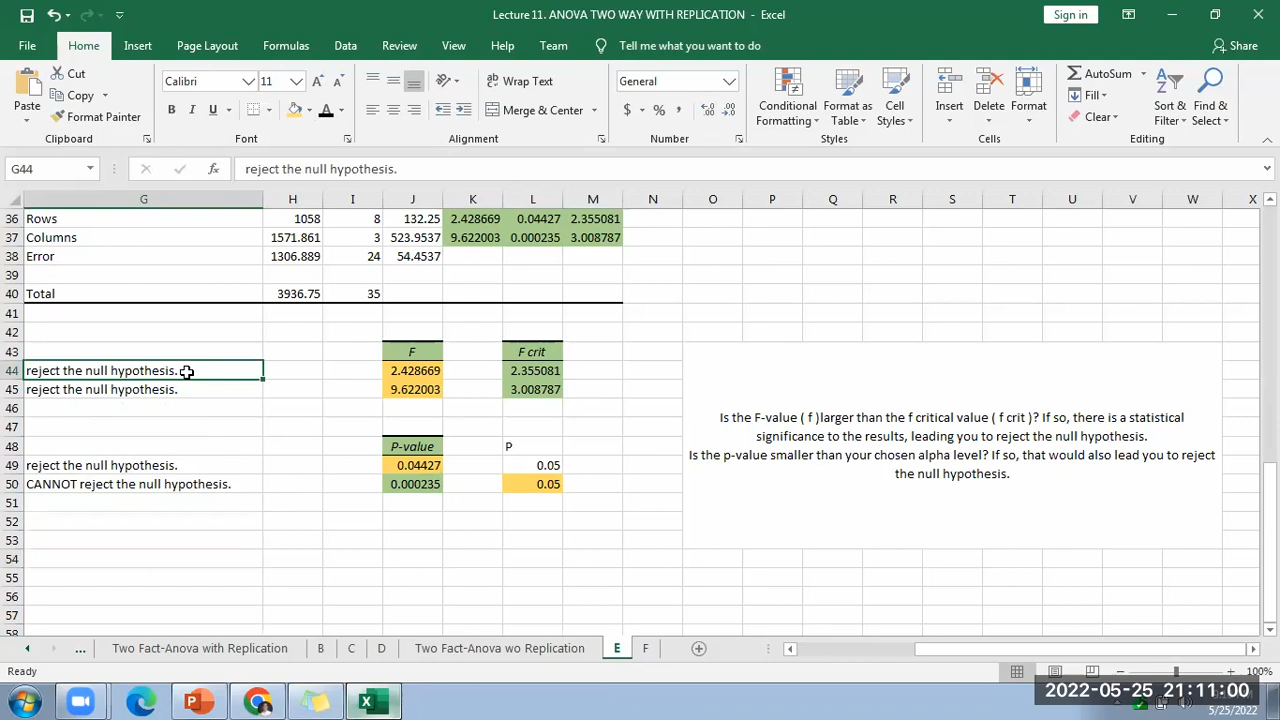 Lecture 11. ANOVA TWO WAY WITH REPLICATION - Excel
Sign in
File Home Insert Page Layout Formulas Data Review View Help Team Tell me what you want to do Share
Paste
Cut
Copy
Format Painter
Calibri 11
B I U
A
Wrap Text
Merge & Center
General
$ %
Conditional Formatting
Format as Table
Cell Styles
Insert
Delete
Format
AutoSum
Fill
Clear
Sort & Filter
Find & Select
Clipboard Font Alignment Number Styles Cells Editing
G44 fx reject the null hypothesis.
G H I J K L M N O P Q R S T U V W X
36 Rows 1058 8 132.25 2.428669 0.04427 2.355081
37 Columns 1571.861 3 523.9537 9.622003 0.000235 3.008787
38 Error 1306.889 24 54.4537
39
40 Total 3936.75 35
41
42
43 F F crit
44 reject the null hypothesis. 2.428669 2.355081
45 reject the null hypothesis. 9.622003 3.008787
46
47
48 P-value P
49 reject the null hypothesis. 0.04427 0.05
50 CANNOT reject the null hypothesis. 0.000235 0.05
51
52
53
54
55
56
57
58
Is the F-value ( f )larger than the f critical value ( f crit )? If so, there is a statistical
significance to the results, leading you to reject the null hypothesis.
Is the p-value smaller than your chosen alpha level? If so, that would also lead you to reject
the null hypothesis.
... Two Fact-Anova with Replication B C D Two Fact-Anova wo Replication E F
Ready 100%
2022-05-25 21:11:00
5/25/2022